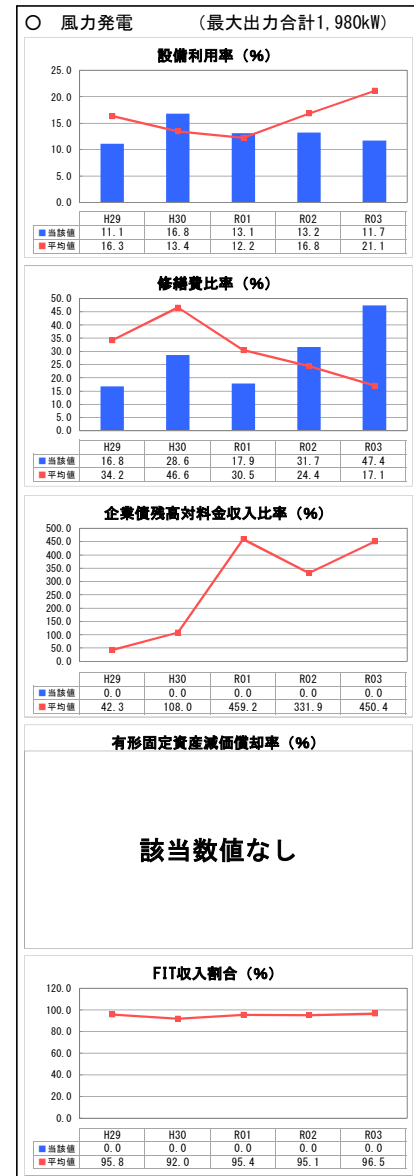 ○ 風力発電 （最大出力合計1,980kW）
設備利用率（%）
25.0
20.0
15.0
10.0
5.0
0.0
H29 H30 R01 R02 R03
当該値 11.1 16.8 13.1 13.2 11.7
平均値 16.3 13.4 12.2 16.8 21.1
修繕費比率（%）
50.0
45.0
40.0
35.0
30.0
25.0
20.0
15.0
10.0
5.0
0.0
H29 H30 R01 R02 R03
当該値 16.8 28.6 17.9 31.7 47.4
平均値 34.2 46.6 30.5 24.4 17.1
企業債残高対料金収入比率（%）
500.0
450.0
400.0
350.0
300.0
250.0
200.0
150.0
100.0
50.0
0.0
H29 H30 R01 R02 R03
当該値 0.0 0.0 0.0 0.0 0.0
平均値 42.3 108.0 459.2 331.9 450.4
有形固定資産減価償却率（%）
該当数値なし
FIT収入割合（%）
120.0
100.0
80.0
60.0
40.0
20.0
0.0
H29 H30 R01 R02 R03
当該値 0.0 0.0 0.0 0.0 0.0
平均値 95.8 92.0 95.4 95.1 96.5